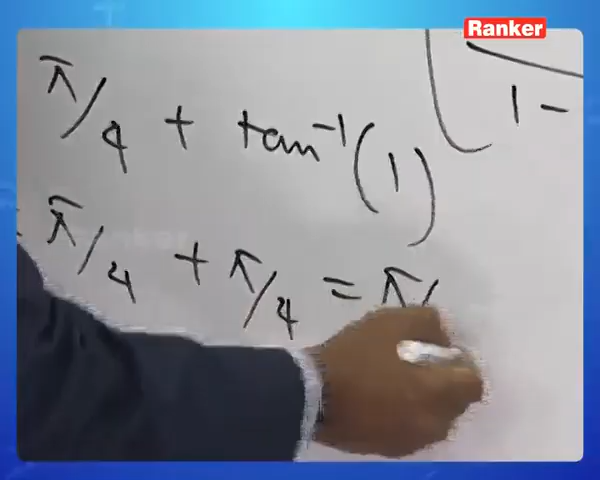 Ranker
π/4 + tan⁻¹(1)
1 -
= π/4 + π/4 = π/